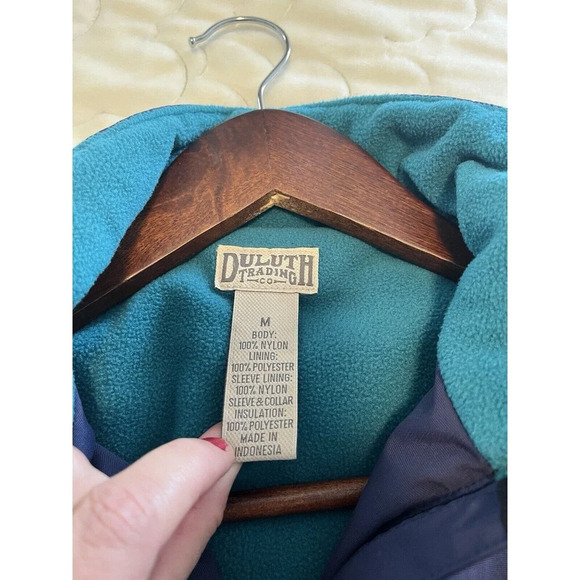 DULUTH
TRADING
CO
M
BODY:
100% NYLON
LINING:
100% POLYESTER
SLEEVE LINING:
100% NYLON
SLEEVE & COLLAR
INSULATION:
100% POLYESTER
MADE IN
INDONESIA